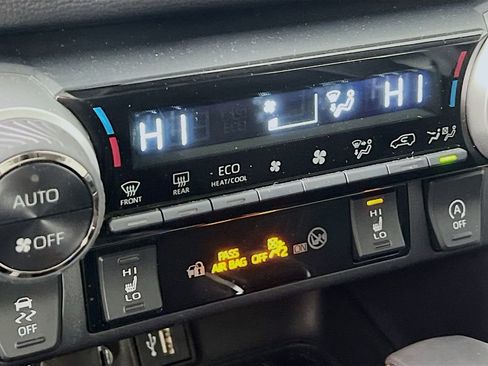 HI
HI
AUTO
OFF
FRONT
REAR
ECO
HEAT/COOL
PASS
AIR BAG OFF
ON
HI
LO
HI
LO
OFF
OFF